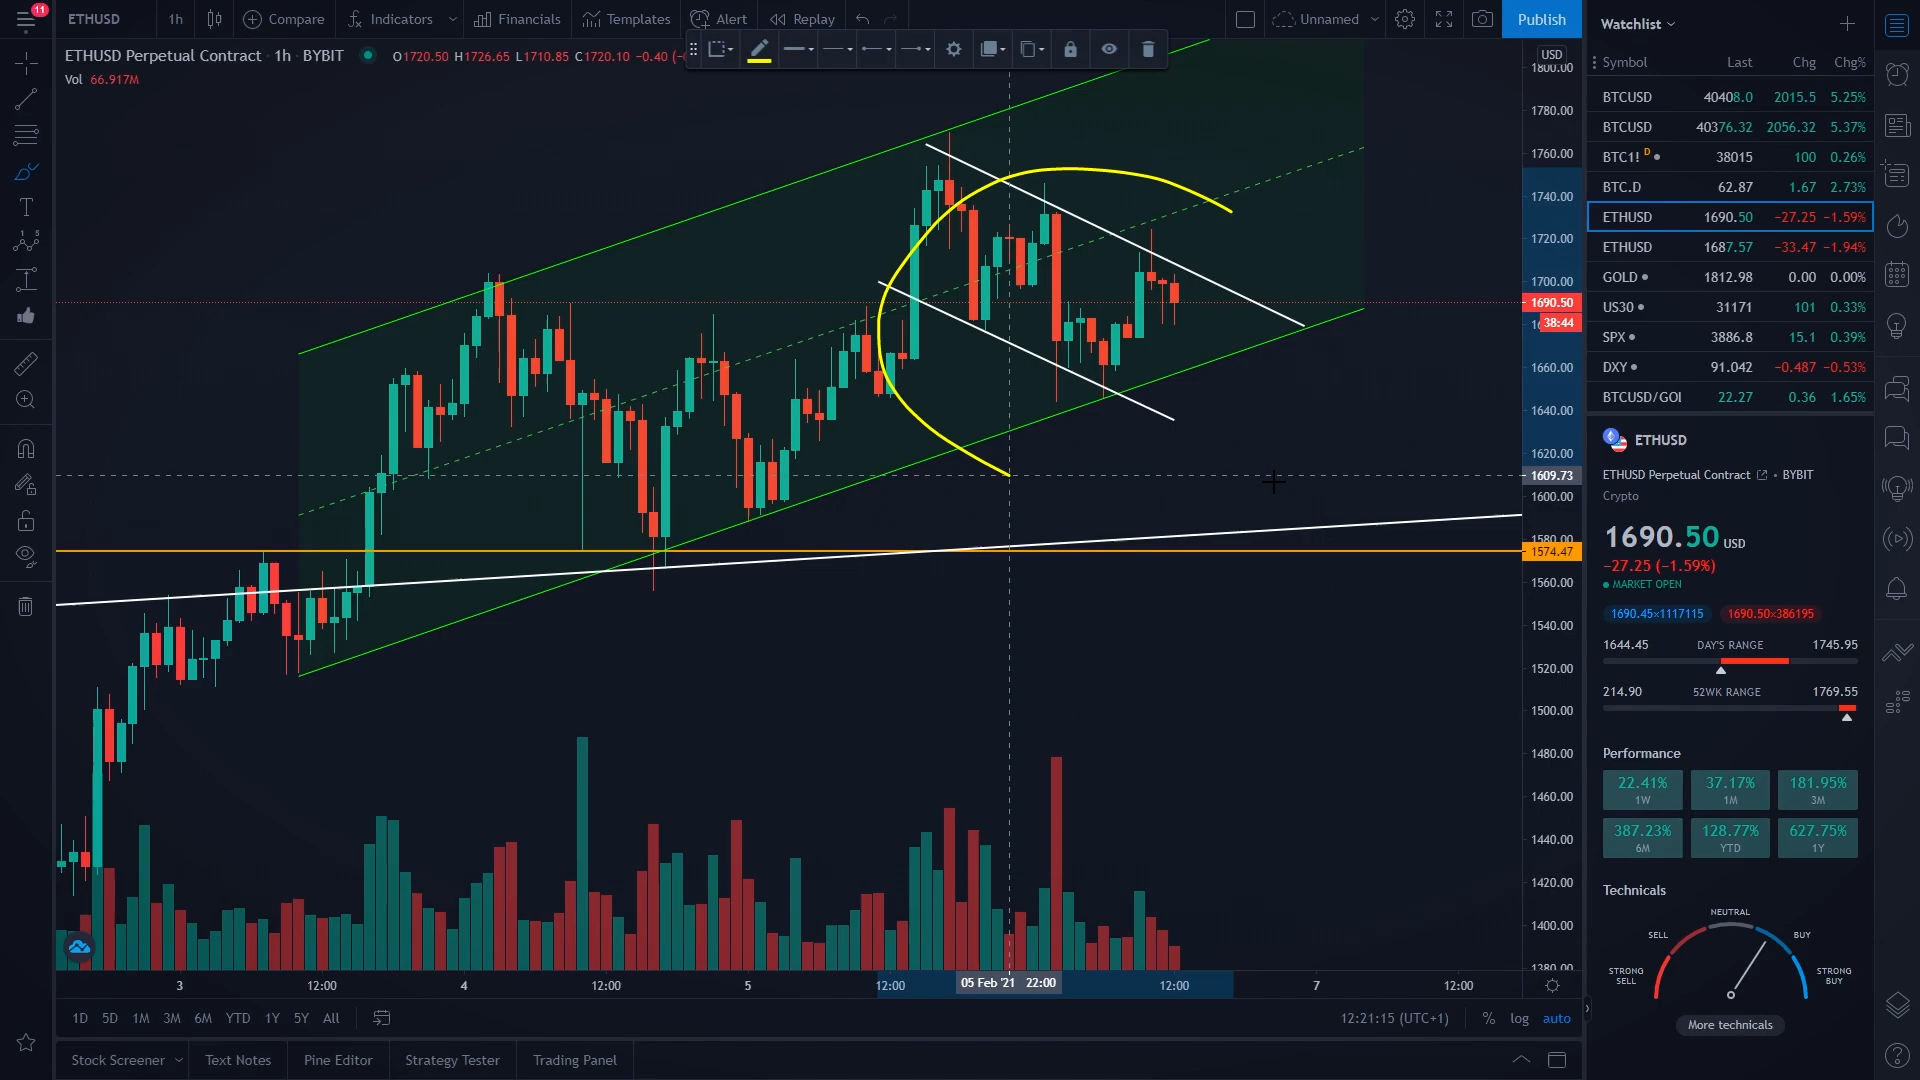 11
ETHUSD
1h
Compare
Indicators
Financials
Templates
Alert
Replay
Unnamed
Publish
ETHUSD Perpetual Contract · 1h · BYBIT
O1720.50 H1726.65 L1710.85 C1720.10 −0.40
Vol 66.917M
USD
1800.00
1780.00
1760.00
1740.00
1720.00
1700.00
1690.50
38:44
1660.00
1640.00
1620.00
1609.73
1600.00
1580.00
1574.47
1560.00
1540.00
1520.00
1500.00
1480.00
1460.00
1440.00
1420.00
1400.00
1380.00
3 12:00 4 12:00 5 12:00 05 Feb '21 22:00 12:00 7 12:00
1D 5D 1M 3M 6M YTD 1Y 5Y All
12:21:15 (UTC+1) % log auto
Stock Screener Text Notes Pine Editor Strategy Tester Trading Panel
Watchlist
Symbol Last Chg Chg%
BTCUSD 40408.0 2015.5 5.25%
BTCUSD 40376.32 2056.32 5.37%
BTC1! D 38015 100 0.26%
BTC.D 62.87 1.67 2.73%
ETHUSD 1690.50 −27.25 −1.59%
ETHUSD 1687.57 −33.47 −1.94%
GOLD 1812.98 0.00 0.00%
US30 31171 101 0.33%
SPX 3886.8 15.1 0.39%
DXY 91.042 −0.487 −0.53%
BTCUSD/GOL 22.27 0.36 1.65%
ETHUSD
ETHUSD Perpetual Contract · BYBIT
Crypto
1690.50 USD
−27.25 (−1.59%)
MARKET OPEN
1690.45×1117115 1690.50×386195
1644.45 DAY'S RANGE 1745.95
214.90 52WK RANGE 1769.55
Performance
22.41% 37.17% 181.95%
1W 1M 3M
387.23% 128.77% 627.75%
6M YTD 1Y
Technicals
NEUTRAL
SELL BUY
STRONG SELL STRONG BUY
More technicals